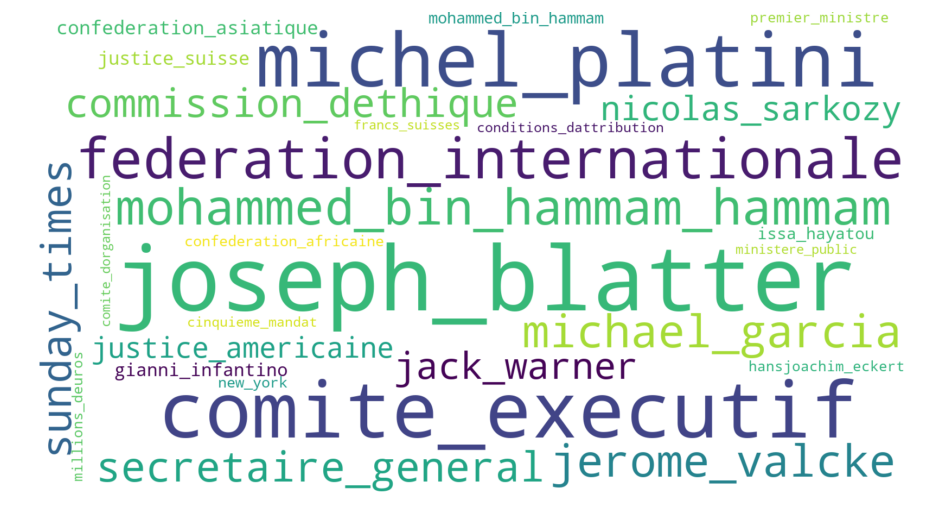 mohammed_bin_hammam
premier_ministre
confederation_asiatique
justice_suisse
michel_platini
commission_dethique
nicolas_sarkozy
francs_suisses
conditions_dattribution
federation_internationale
sunday_times
comite_dorganisation
mohammed_bin_hammam_hammam
issa_hayatou
confederation_africaine
ministere_public
joseph_blatter
cinquieme_mandat
michael_garcia
justice_americaine
jack_warner
gianni_infantino
hansjoachim_eckert
new_york
millions_deuros
comite_executif
secretaire_general
jerome_valcke